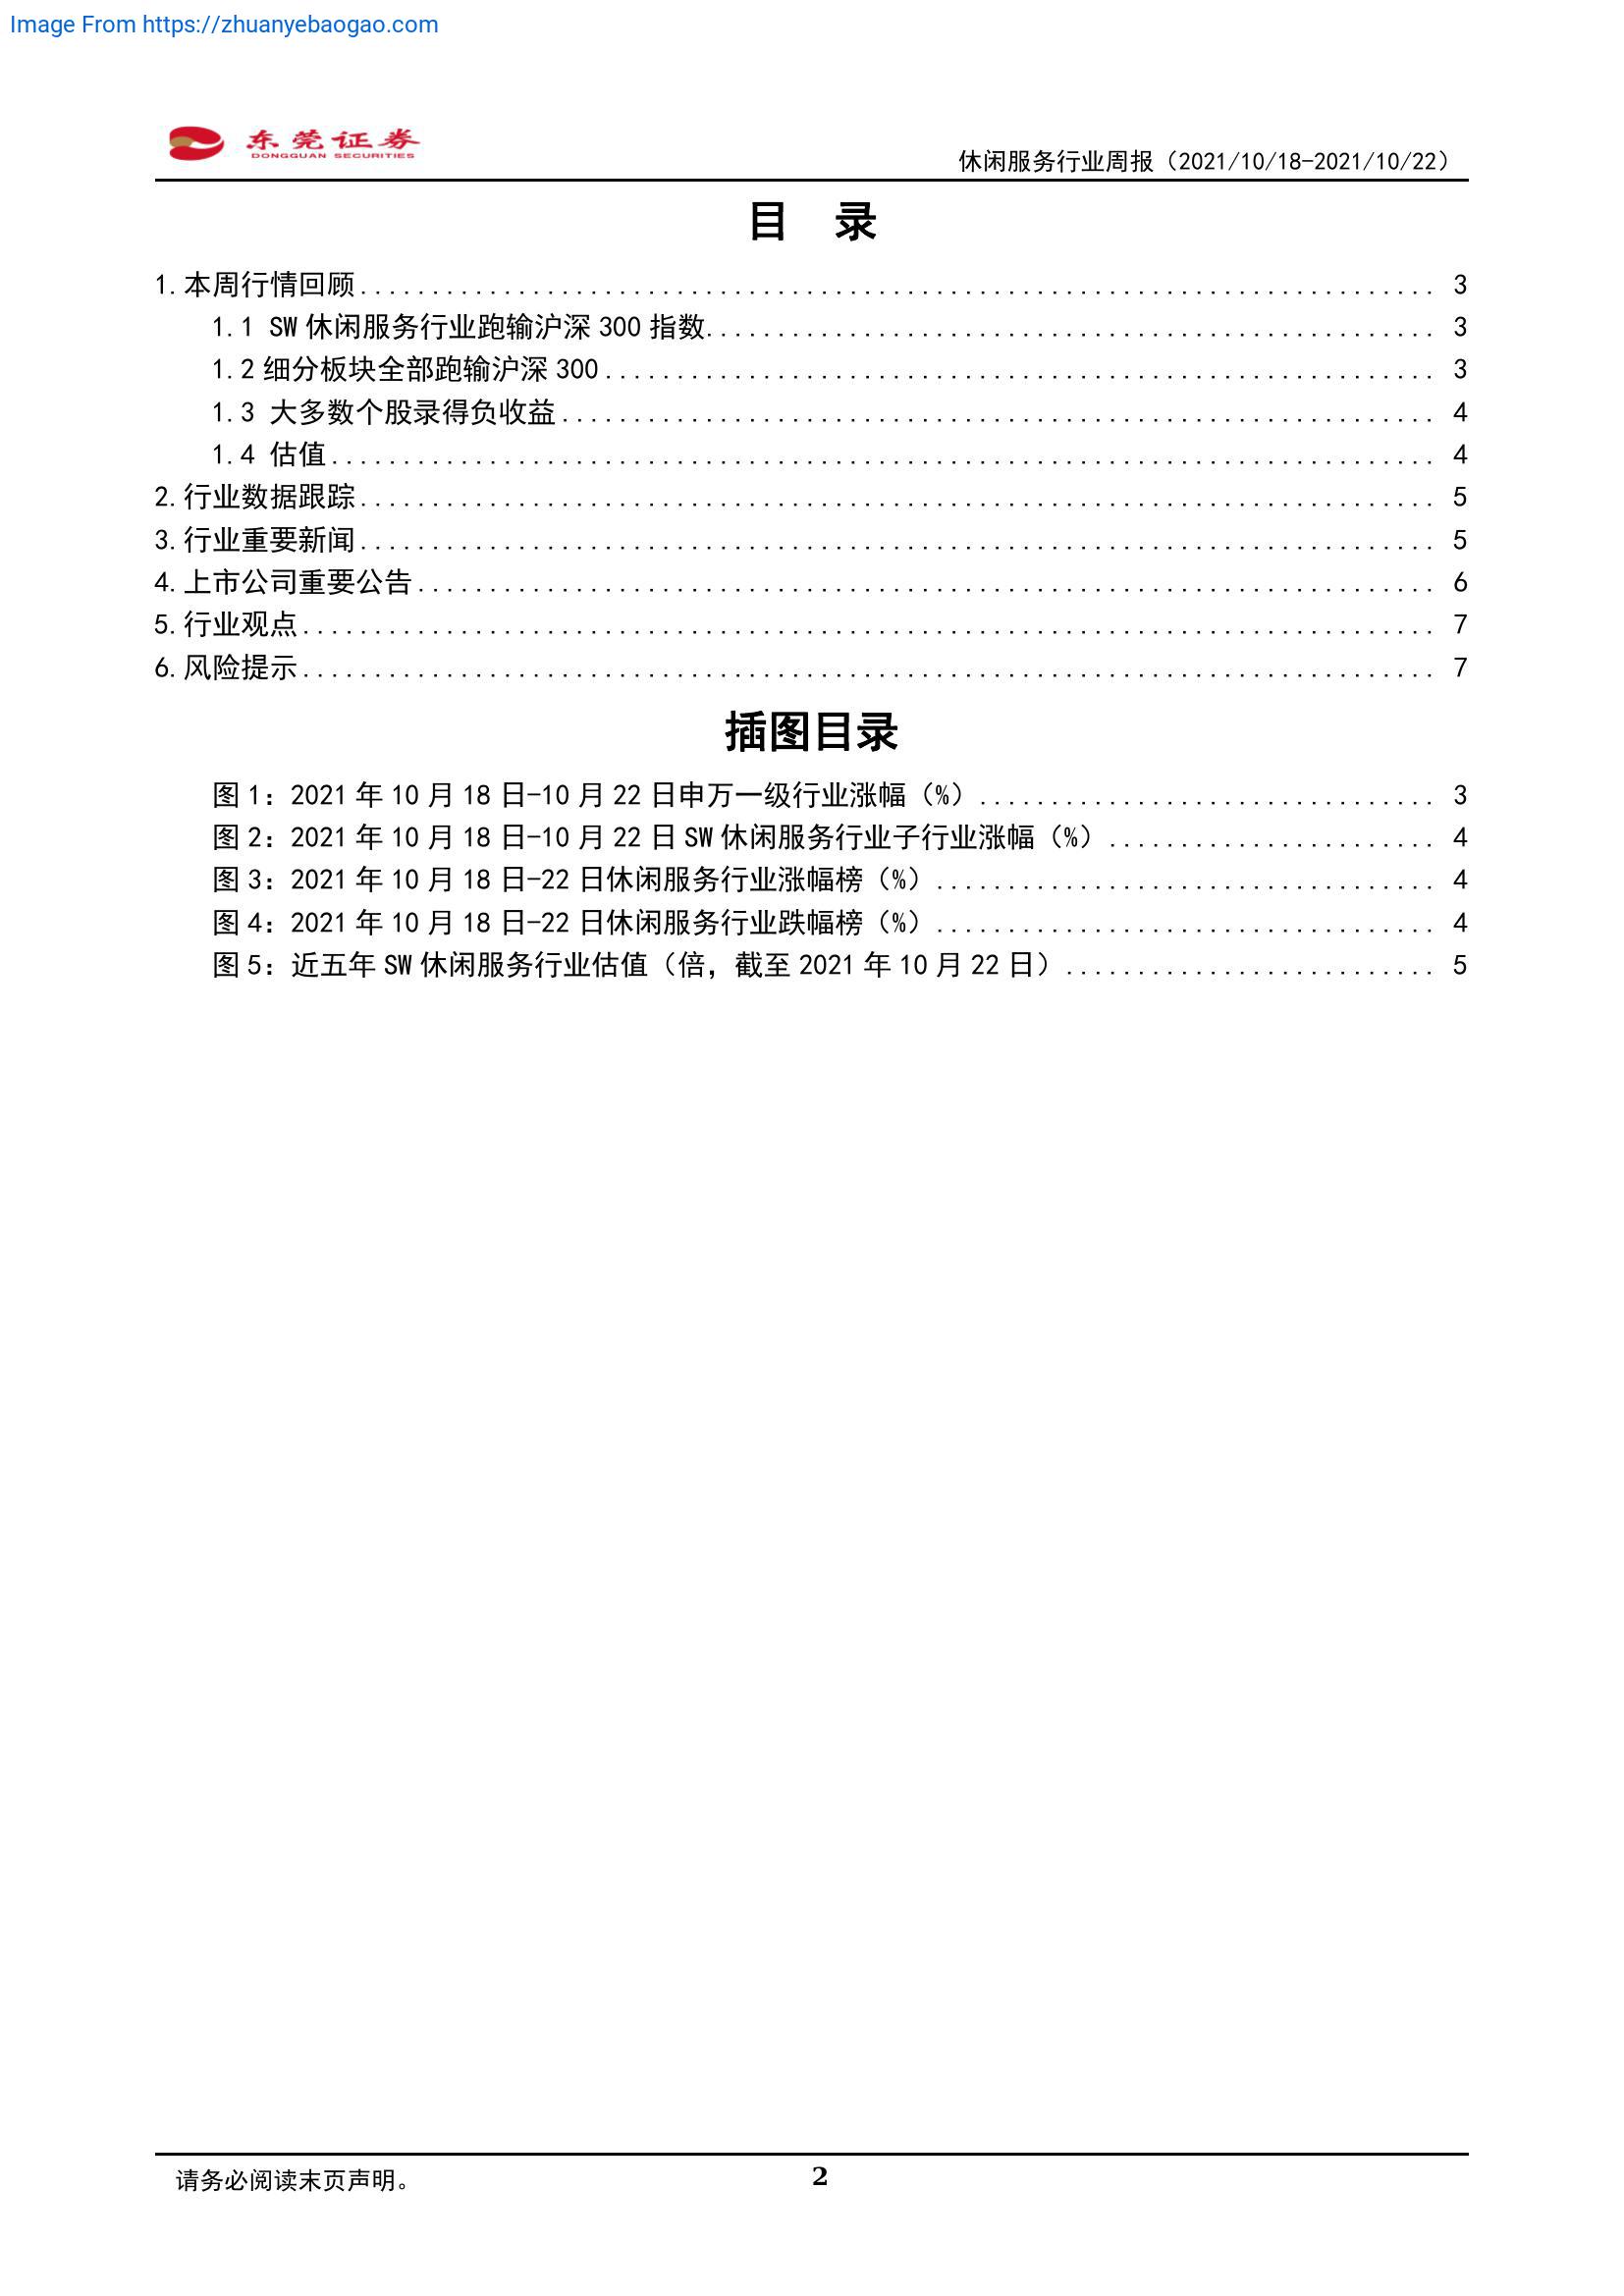 Image From https://zhuanyebaogao.com
东莞证券
DONGGUAN SECURITIES
休闲服务行业周报（2021/10/18-2021/10/22）
目 录
1.本周行情回顾........................................................................... 3
1.1 SW 休闲服务行业跑输沪深 300 指数................................................... 3
1.2 细分板块全部跑输沪深 300.......................................................... 3
1.3 大多数个股录得负收益............................................................. 4
1.4 估值............................................................................. 4
2.行业数据跟踪........................................................................... 5
3.行业重要新闻........................................................................... 5
4.上市公司重要公告....................................................................... 6
5.行业观点............................................................................... 7
6.风险提示............................................................................... 7
插图目录
图 1：2021 年 10 月 18 日-10 月 22 日申万一级行业涨幅（%）................................ 3
图 2：2021 年 10 月 18 日-10 月 22 日 SW 休闲服务行业子行业涨幅（%）....................... 4
图 3：2021 年 10 月 18 日-22 日休闲服务行业涨幅榜（%）................................... 4
图 4：2021 年 10 月 18 日-22 日休闲服务行业跌幅榜（%）................................... 4
图 5：近五年 SW 休闲服务行业估值（倍，截至 2021 年 10 月 22 日）.......................... 5
请务必阅读末页声明。
2